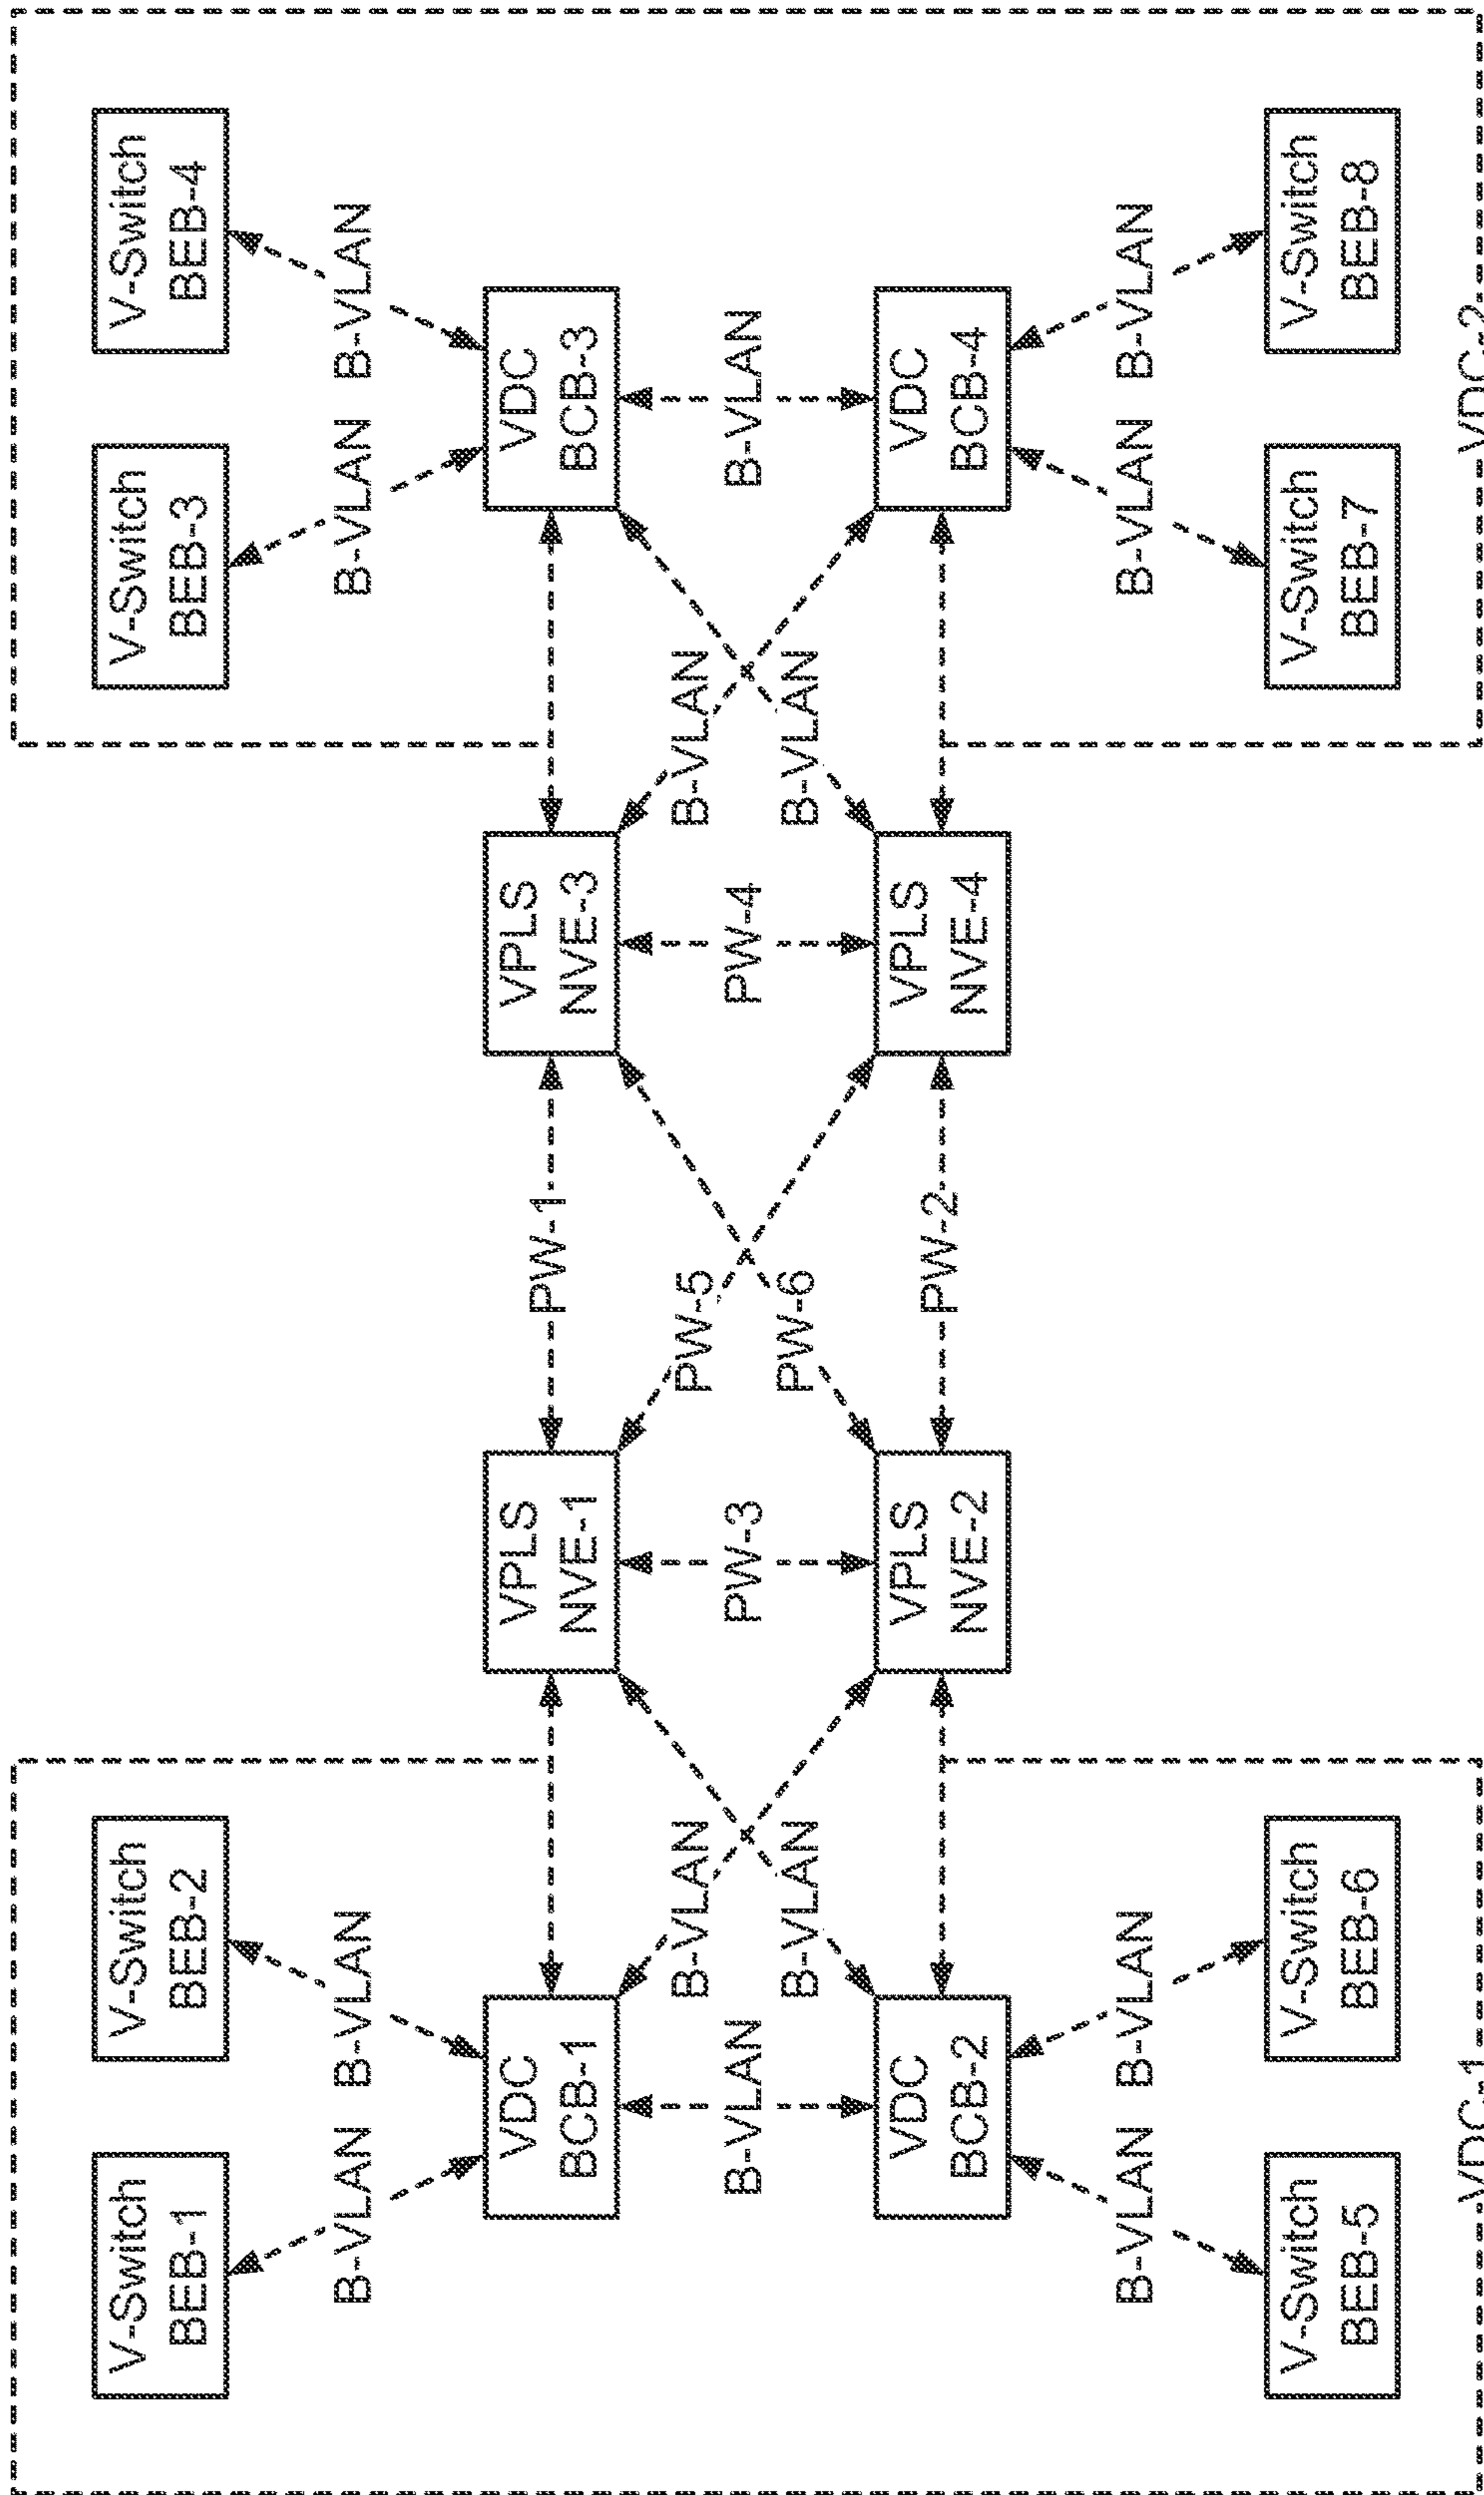 V-Switch
BEB-1
V-Switch
BEB-2
V-Switch
BEB-3
V-Switch
BEB-4
B-VLAN
B-VLAN
B-VLAN
B-VLAN
VDC
BCB-1
VPLS
NVE-1
PW-1
VPLS
NVE-3
VDC
BCB-3
B-VLAN
PW-5
B-VLAN
B-VLAN
PW-3
PW-4
B-VLAN
B-VLAN
PW-6
B-VLAN
VDC
BCB-2
VPLS
NVE-2
PW-2
VPLS
NVE-4
VDC
BCB-4
B-VLAN
B-VLAN
B-VLAN
B-VLAN
V-Switch
BEB-5
V-Switch
BEB-6
V-Switch
BEB-7
V-Switch
BEB-8
VDC-1
VDC-2